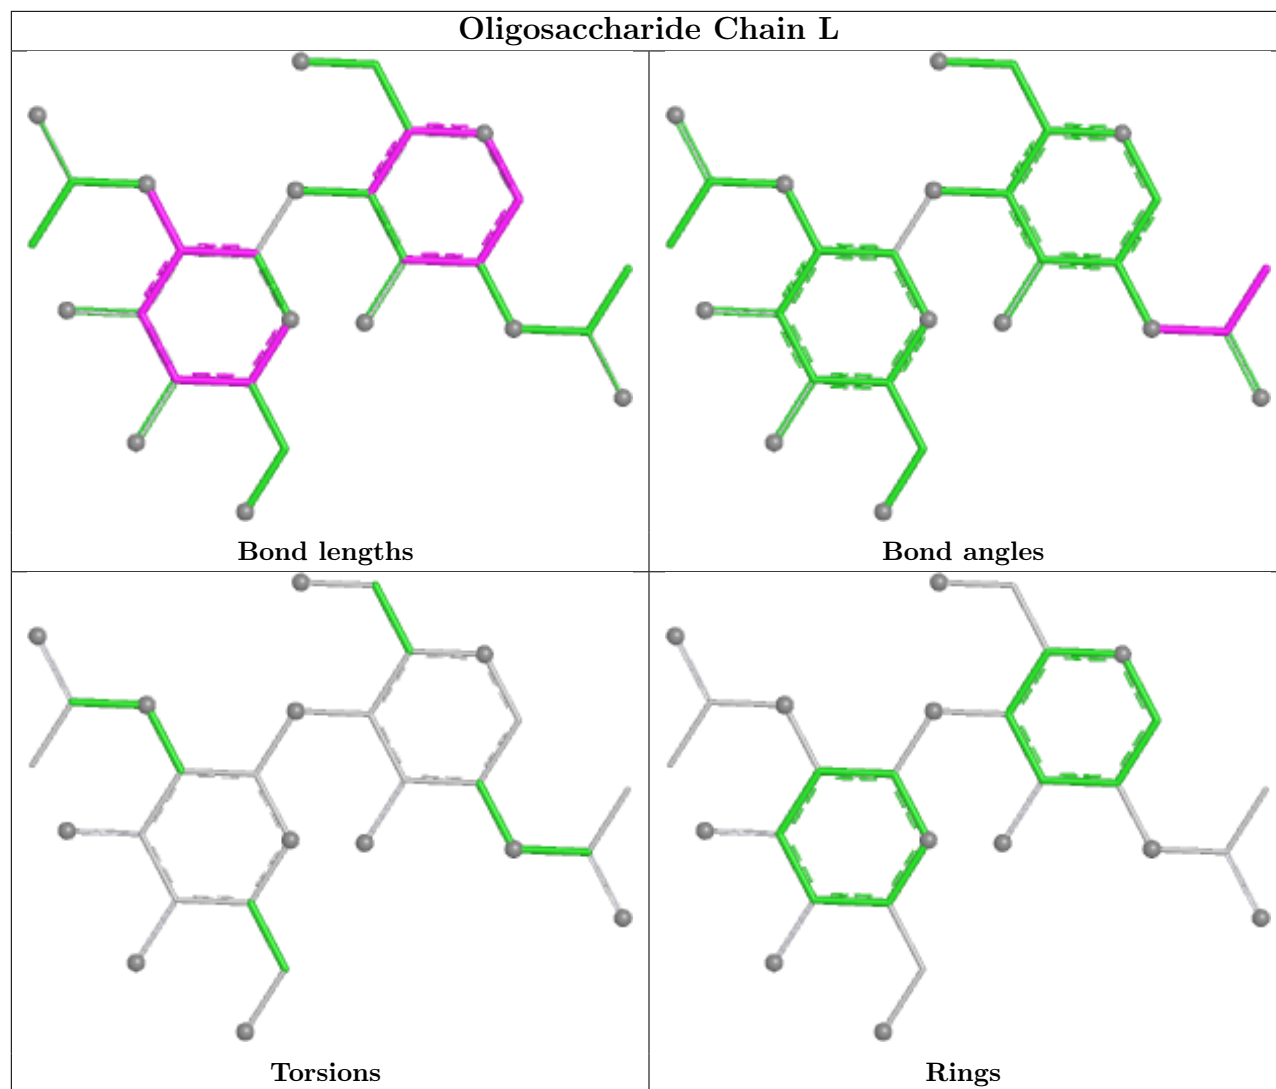 Oligosaccharide Chain L
Bond lengths
Bond angles
Torsions
Rings